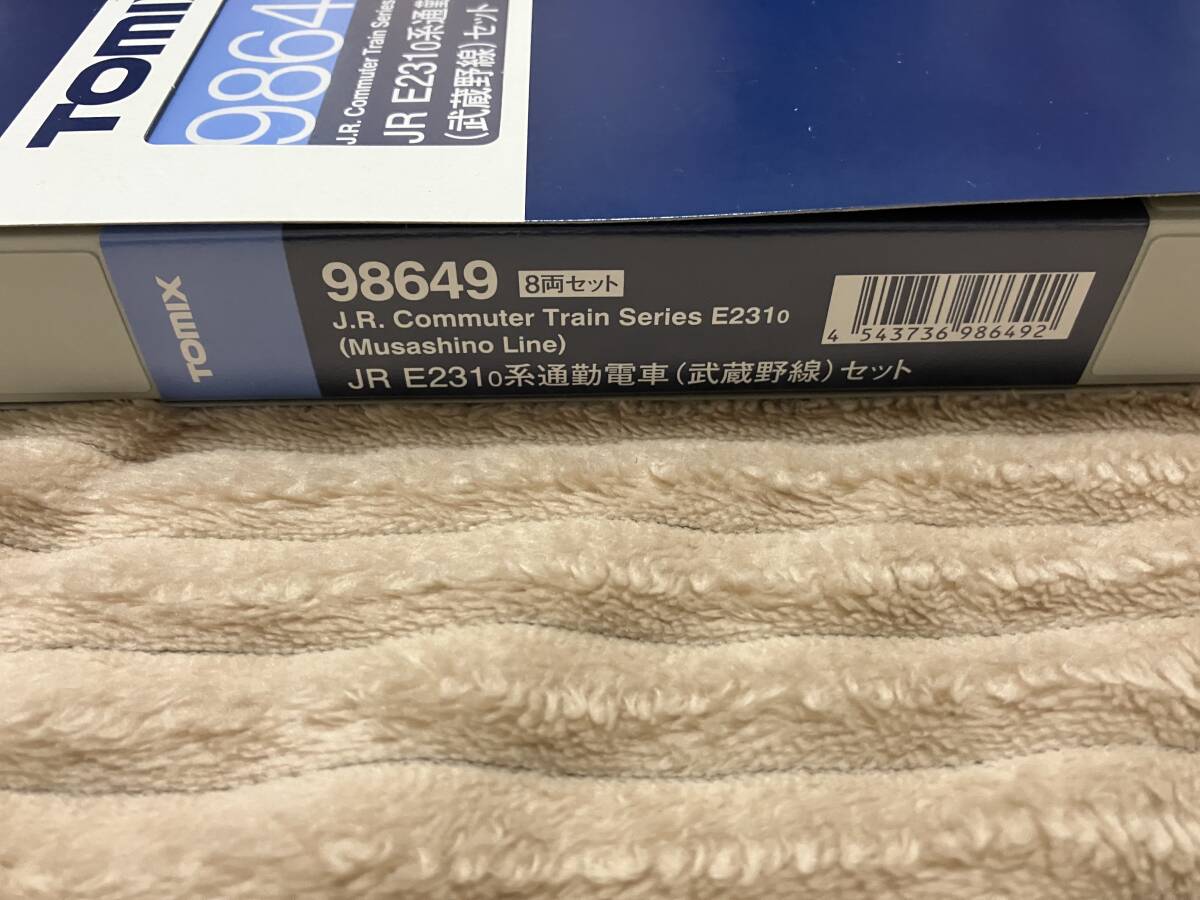 TOMIX
9864
J.R. Commuter Train Series
JR E2310系通勤
(武蔵野線)セット
TOMIX
98649 8両セット
J.R. Commuter Train Series E2310
(Musashino Line)
JR E2310系通勤電車(武蔵野線)セット
4 543736 986492